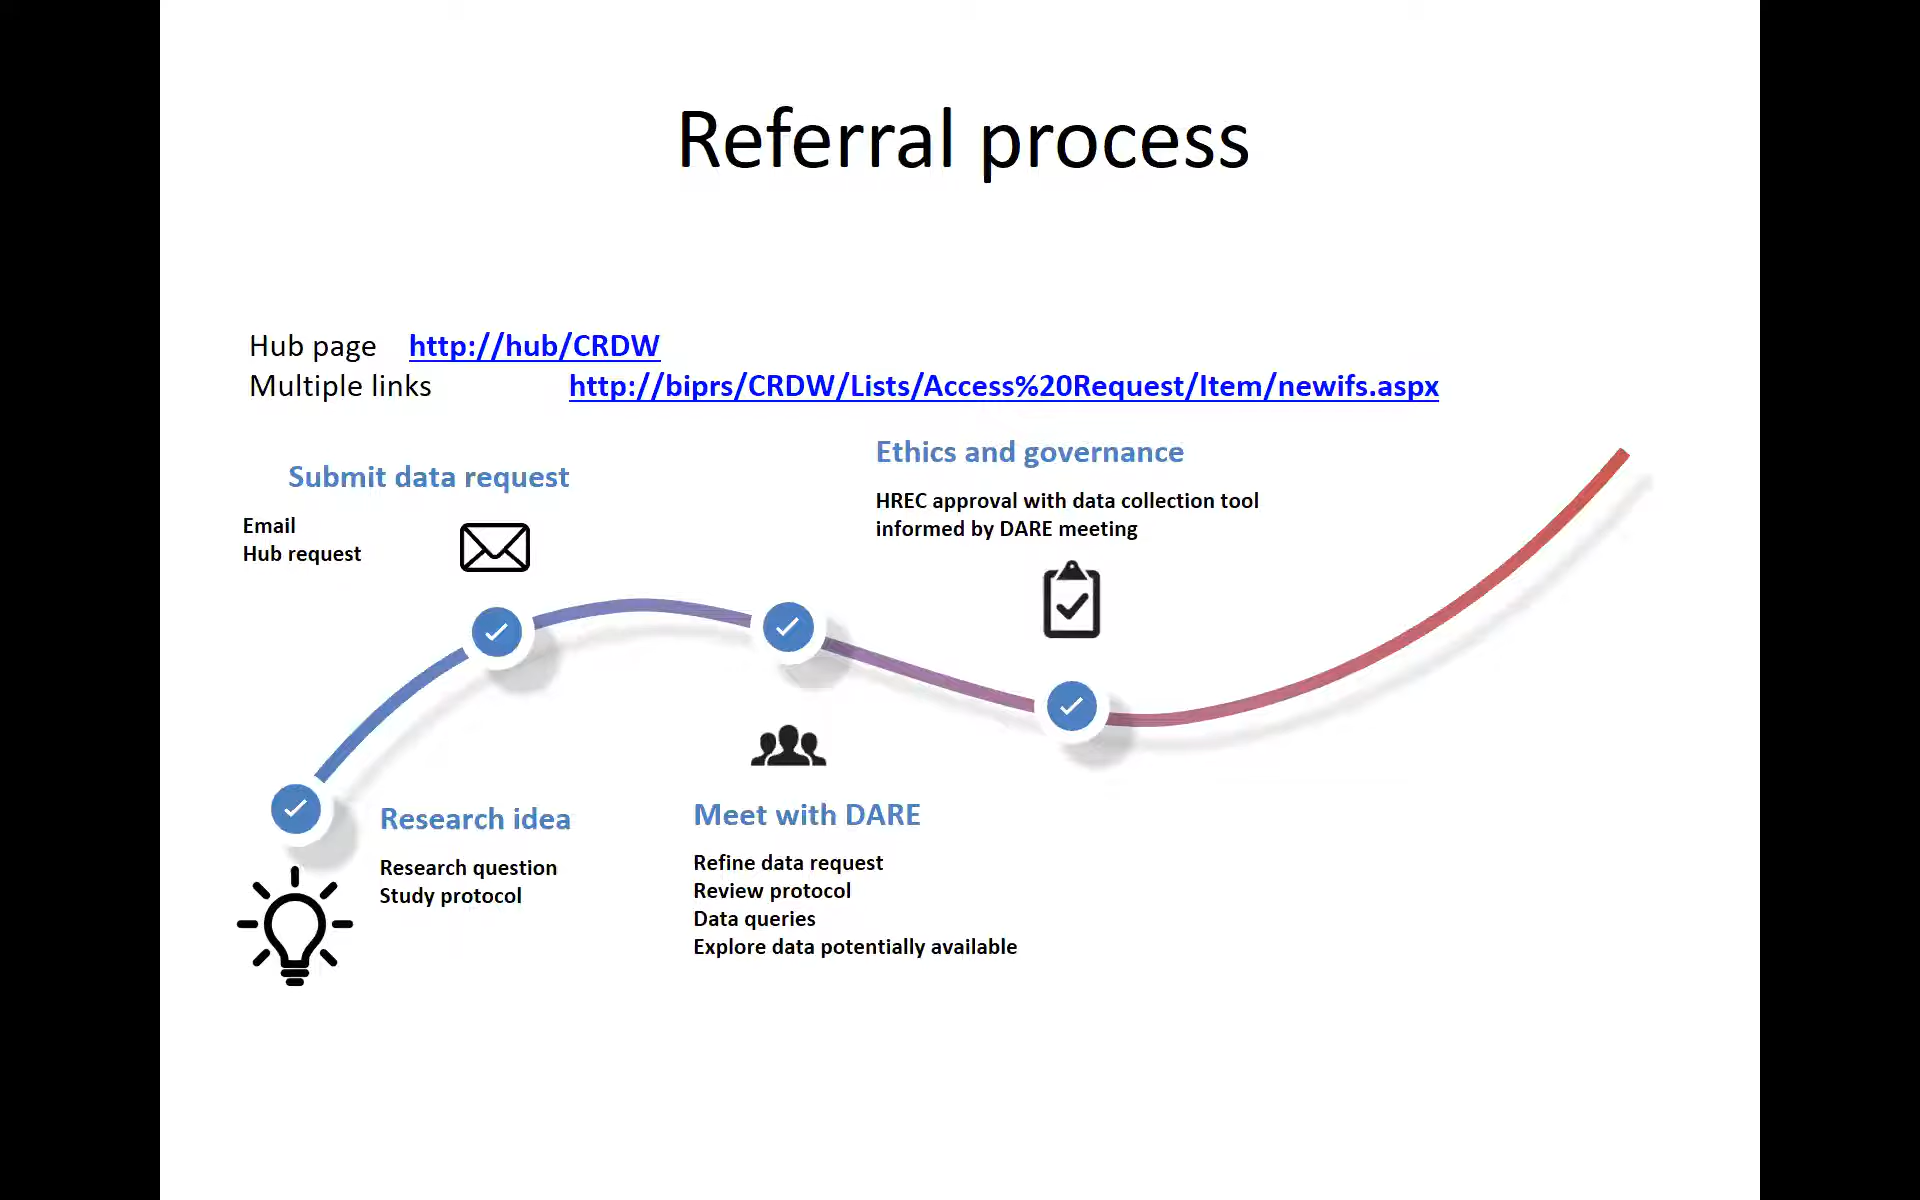 Referral process
Hub page http://hub/CRDW
Multiple links http://biprs/CRDW/Lists/Access%20Request/Item/newifs.aspx
Submit data request
Email
Hub request
Ethics and governance
HREC approval with data collection tool
informed by DARE meeting
Research idea
Research question
Study protocol
Meet with DARE
Refine data request
Review protocol
Data queries
Explore data potentially available